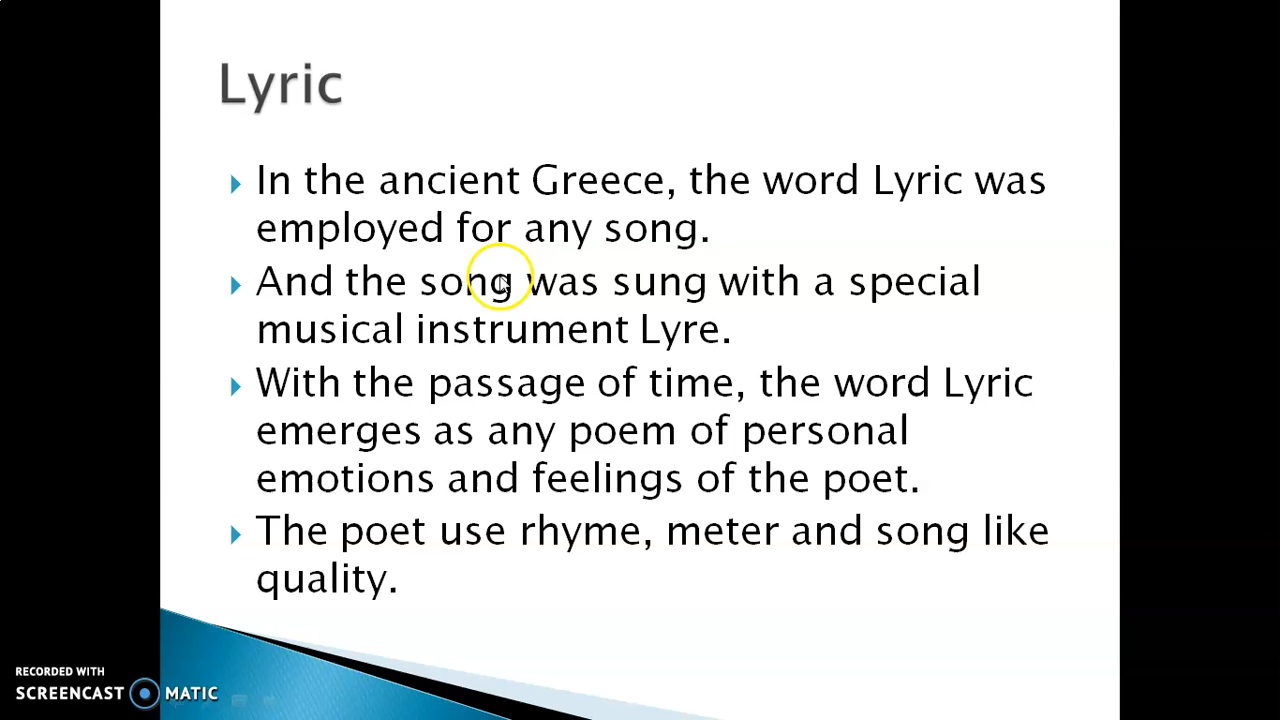 Lyric
In the ancient Greece, the word Lyric was
employed for any song.
And the song was sung with a special
musical instrument Lyre.
With the passage of time, the word Lyric
emerges as any poem of personal
emotions and feelings of the poet.
The poet use rhyme, meter and song like
quality.
RECORDED WITH
SCREENCAST MATIC